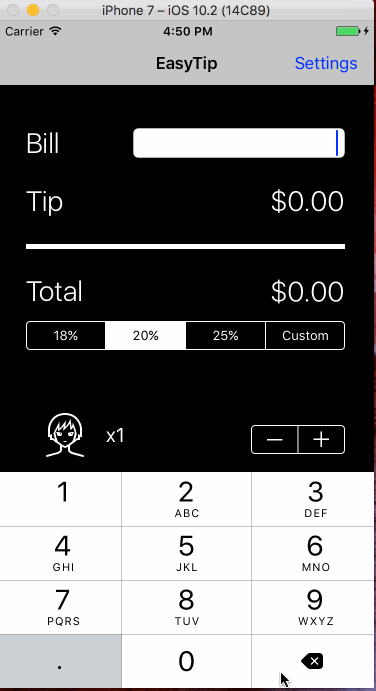 iPhone 7 – iOS 10.2 (14C89)
Carrier 4:50 PM
EasyTip Settings
Bill
Tip $0.00
Total $0.00
18% 20% 25% Custom
x1 − +
1 2 3
ABC DEF
4 5 6
GHI JKL MNO
7 8 9
PQRS TUV WXYZ
. 0